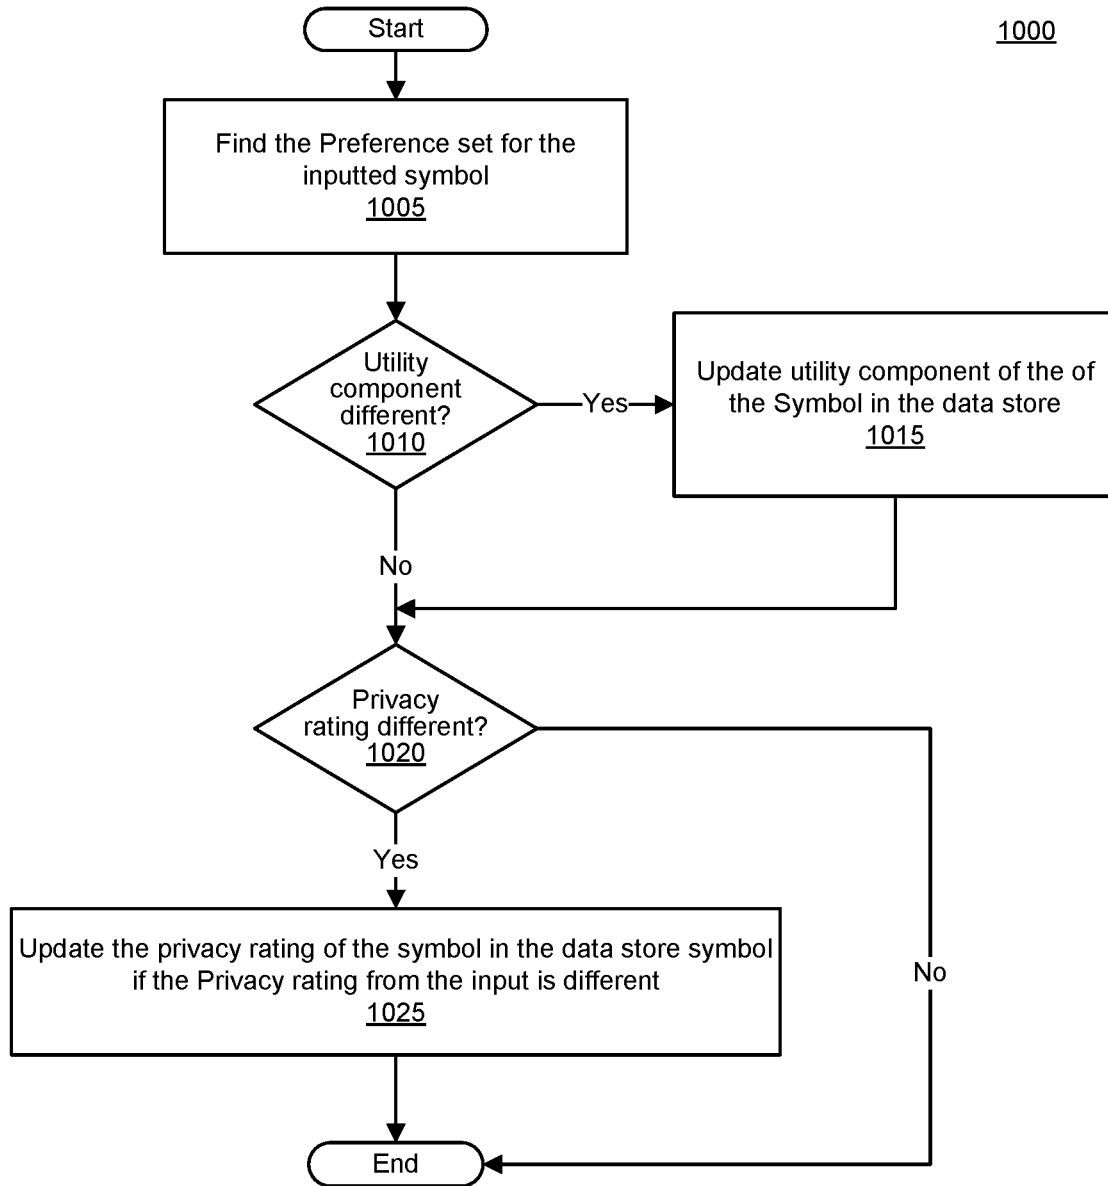 Start
1000
Find the Preference set for the
inputted symbol
1005
Utility
component
different?
1010
Yes
Update utility component of the of
the Symbol in the data store
1015
No
Privacy
rating different?
1020
Yes
Update the privacy rating of the symbol in the data store symbol
if the Privacy rating from the input is different
1025
No
End